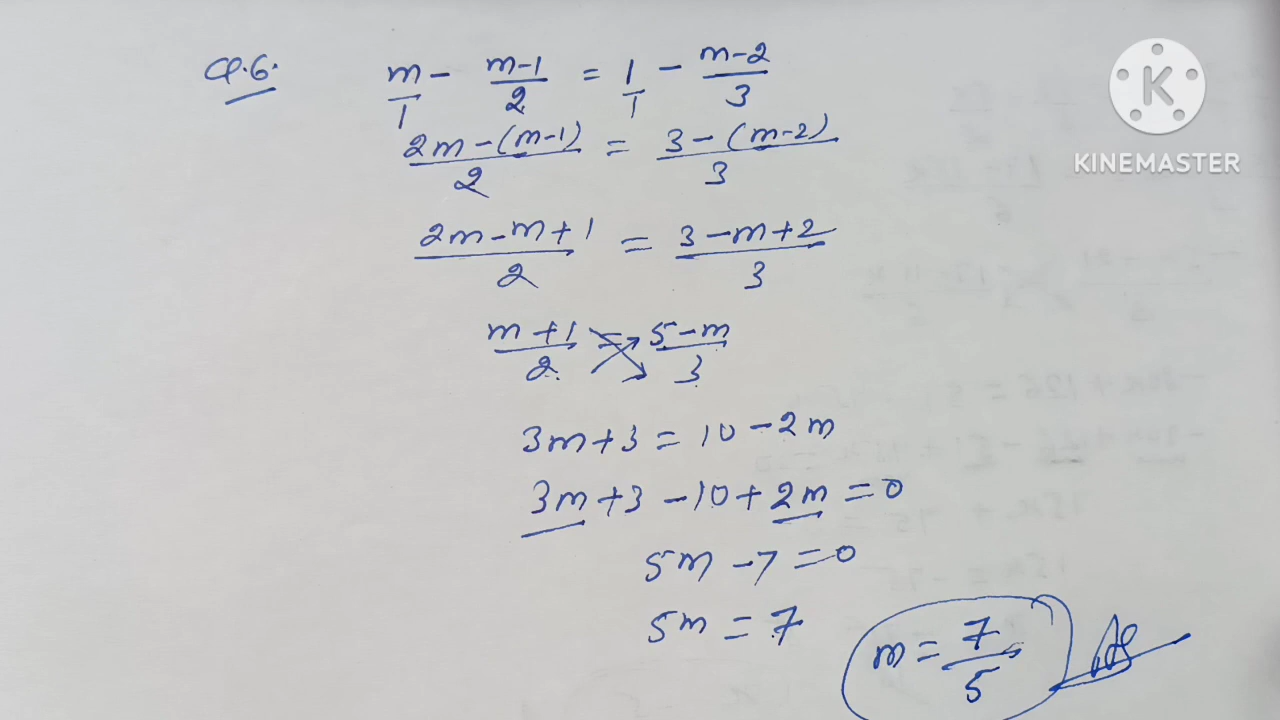 Q.6. m/1 - (m-1)/2 = 1/1 - (m-2)/3
(2m-(m-1))/2 = (3-(m-2))/3
(2m-m+1)/2 = (3-m+2)/3
(m+1)/2 = (5-m)/3
3m+3 = 10-2m
3m+3-10+2m=0
5m-7=0
5m=7
m=7/5
K
KINEMASTER